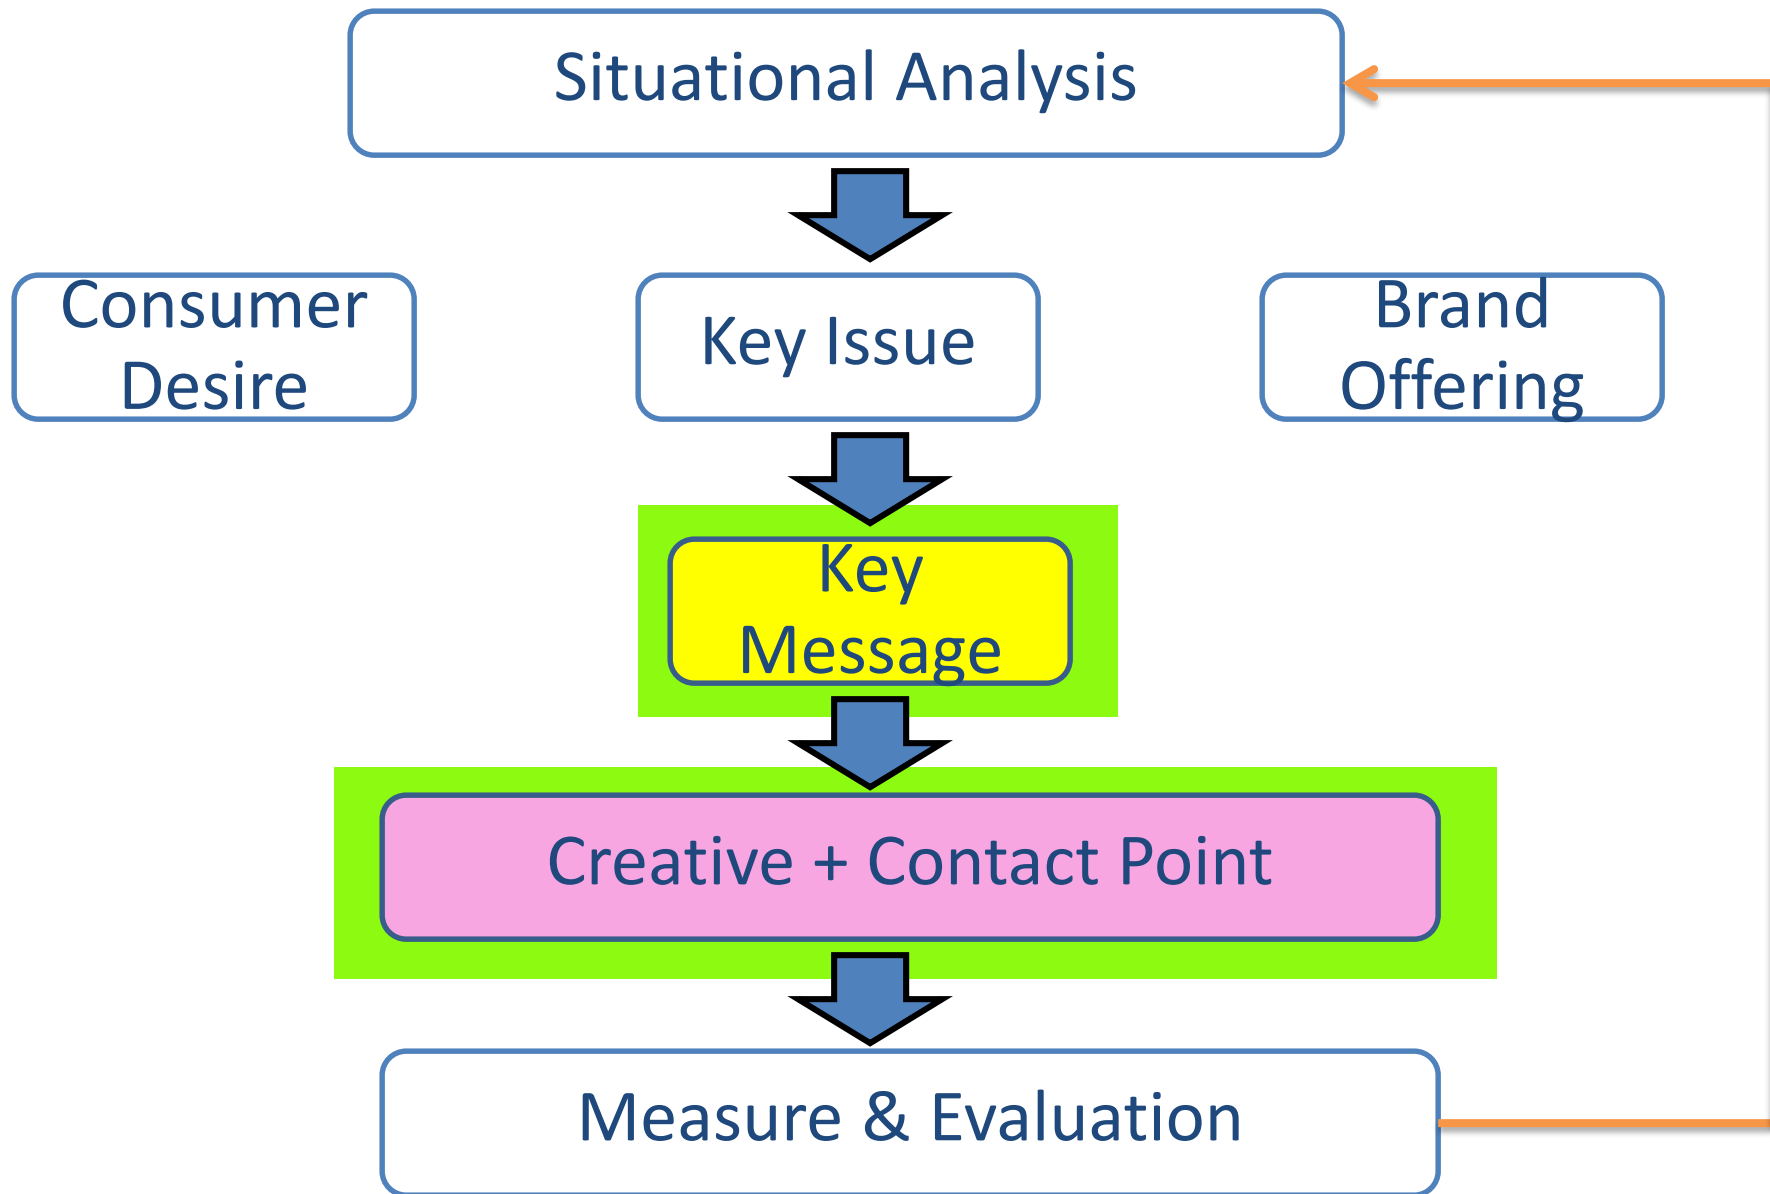 Situational Analysis
Consumer
Desire
Key Issue
Brand
Offering
Key
Message
Creative + Contact Point
Measure & Evaluation